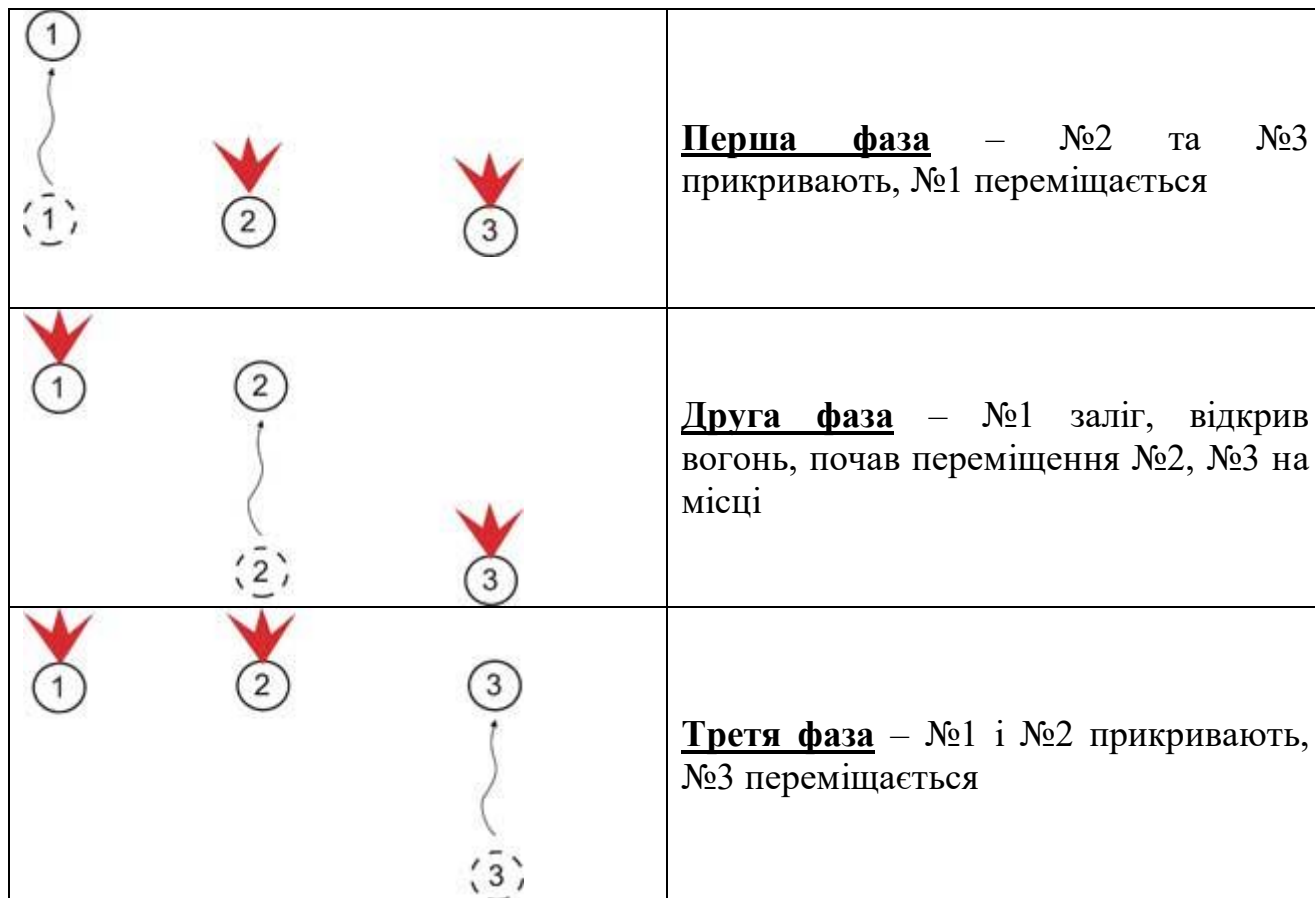 1
1
2
3
Перша фаза – №2 та №3
прикривають, №1 переміщається
1
2
2
3
Друга фаза – №1 заліг, відкрив
вогонь, почав переміщення №2, №3 на
місці
1
2
3
3
Третя фаза – №1 і №2 прикривають,
№3 переміщається